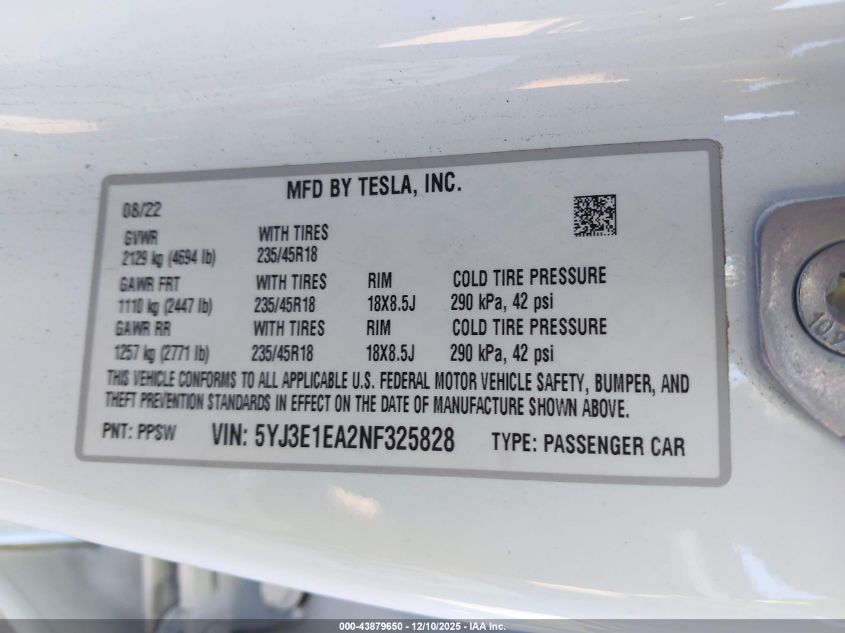 MFD BY TESLA, INC.
08/22
GVWR WITH TIRES
2129 kg (4694 lb) 235/45R18
GAWR FRT WITH TIRES RIM COLD TIRE PRESSURE
1110 kg (2447 lb) 235/45R18 18X8.5J 290 kPa, 42 psi
GAWR RR WITH TIRES RIM COLD TIRE PRESSURE
1257 kg (2771 lb) 235/45R18 18X8.5J 290 kPa, 42 psi
THIS VEHICLE CONFORMS TO ALL APPLICABLE U.S. FEDERAL MOTOR VEHICLE SAFETY, BUMPER, AND
THEFT PREVENTION STANDARDS IN EFFECT ON THE DATE OF MANUFACTURE SHOWN ABOVE.
PNT: PPSW VIN: 5YJ3E1EA2NF325828 TYPE: PASSENGER CAR
000-43879650 — 12/10/2025 — IAA Inc.